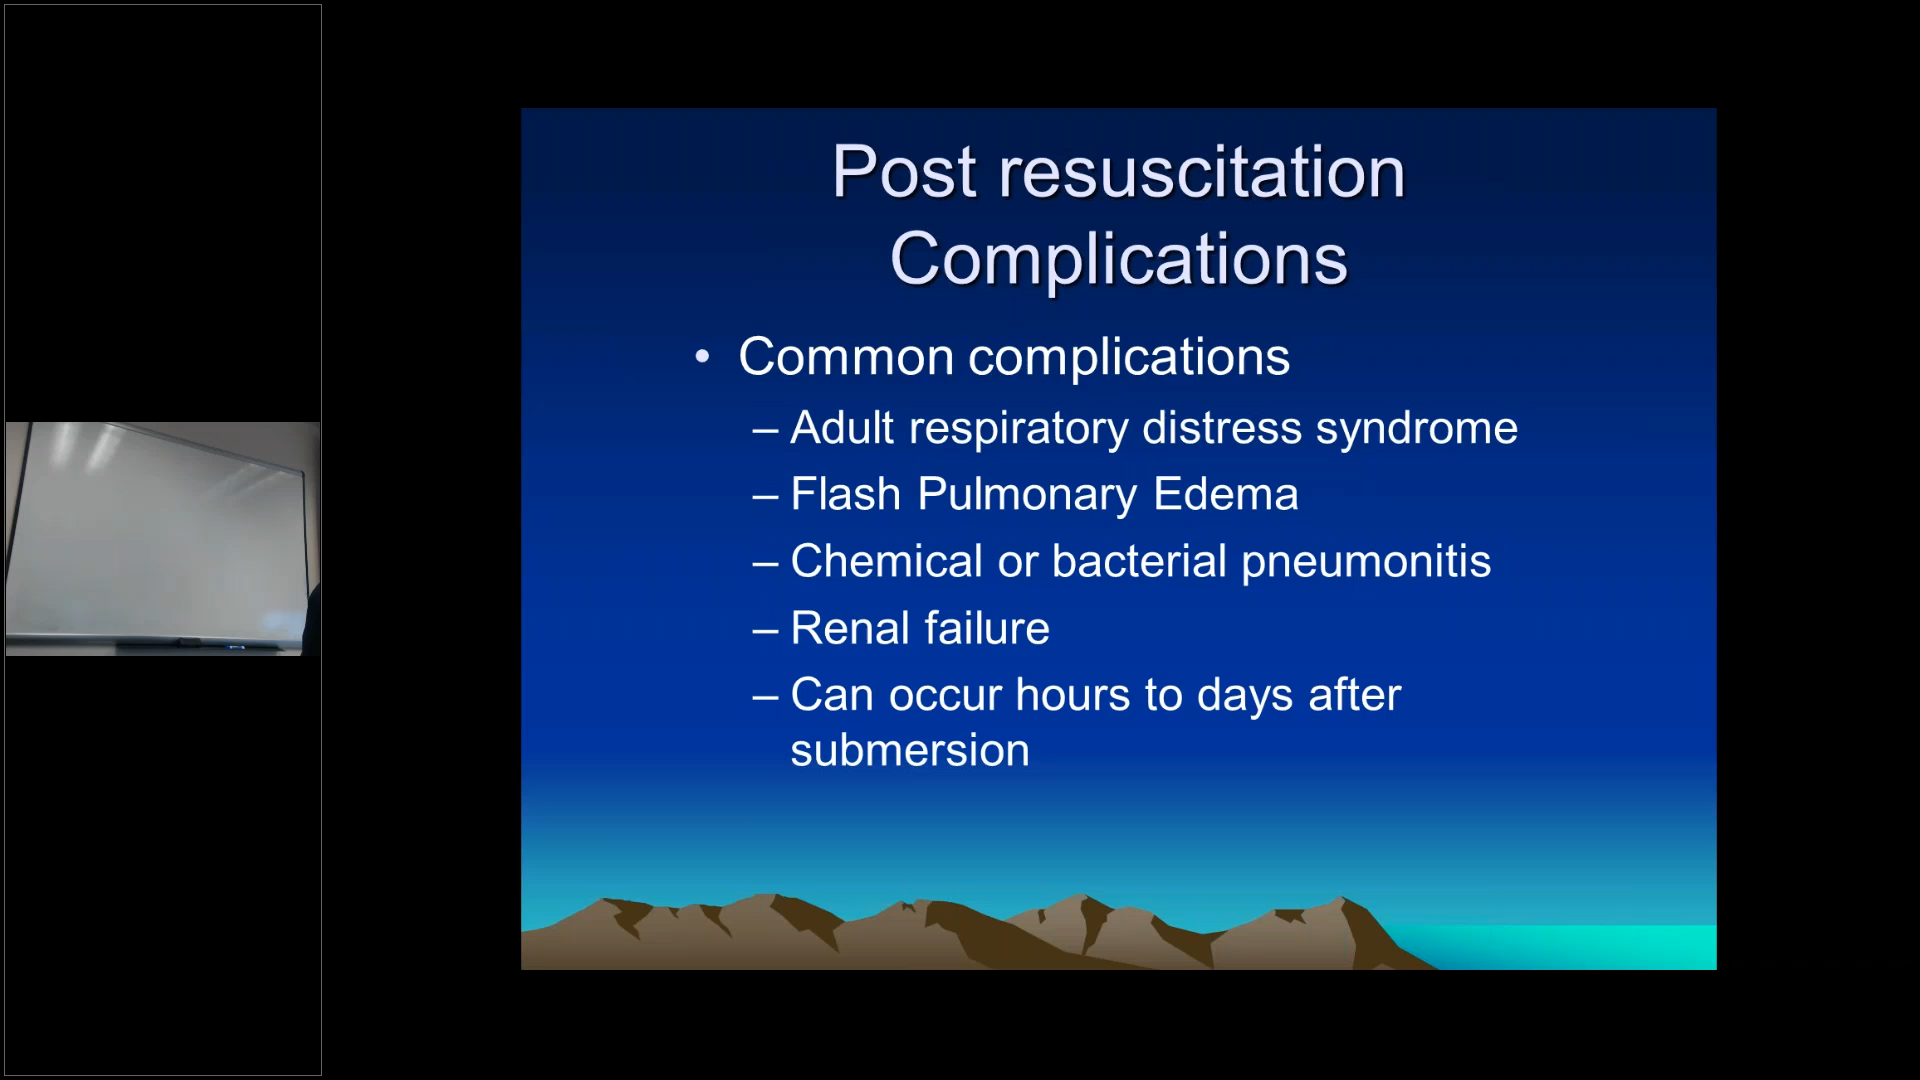 Post resuscitation
Complications
• Common complications
– Adult respiratory distress syndrome
– Flash Pulmonary Edema
– Chemical or bacterial pneumonitis
– Renal failure
– Can occur hours to days after
submersion